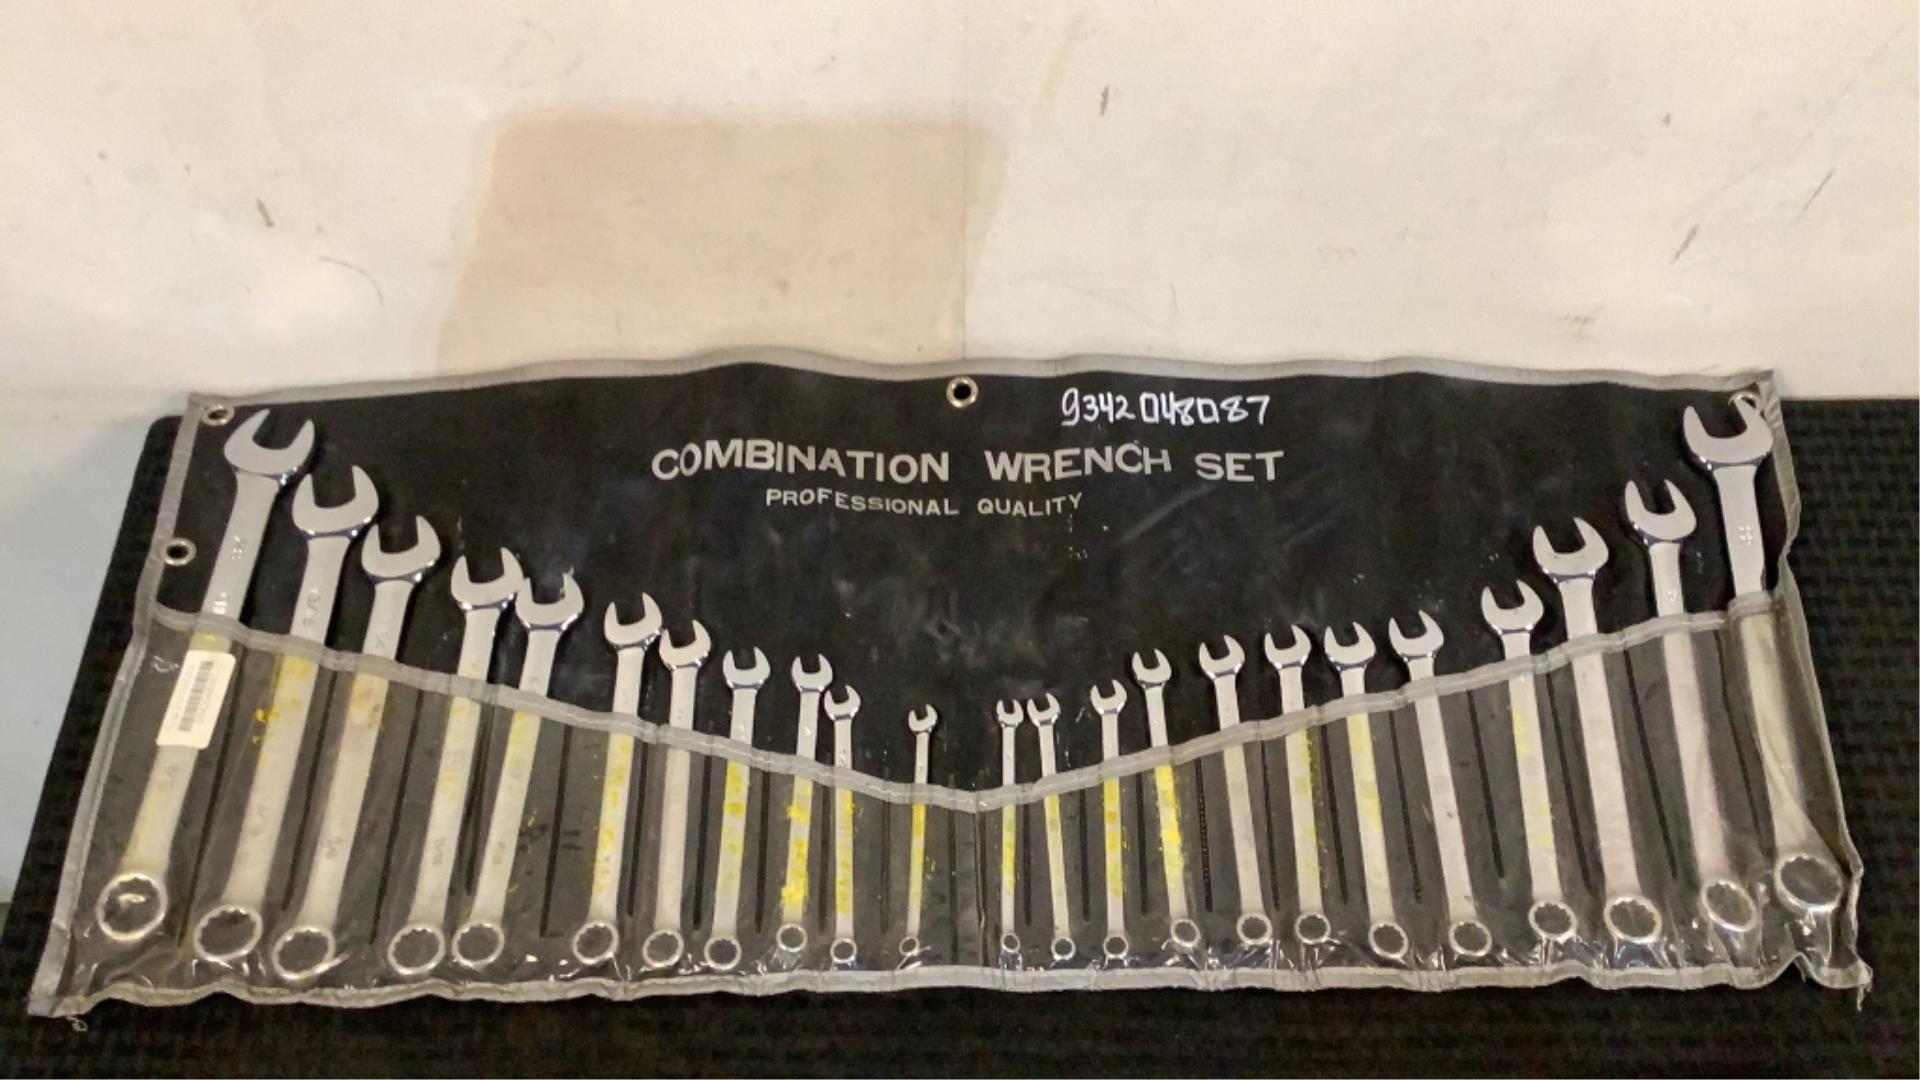 9342048087
COMBINATION WRENCH SET
PROFESSIONAL QUALITY